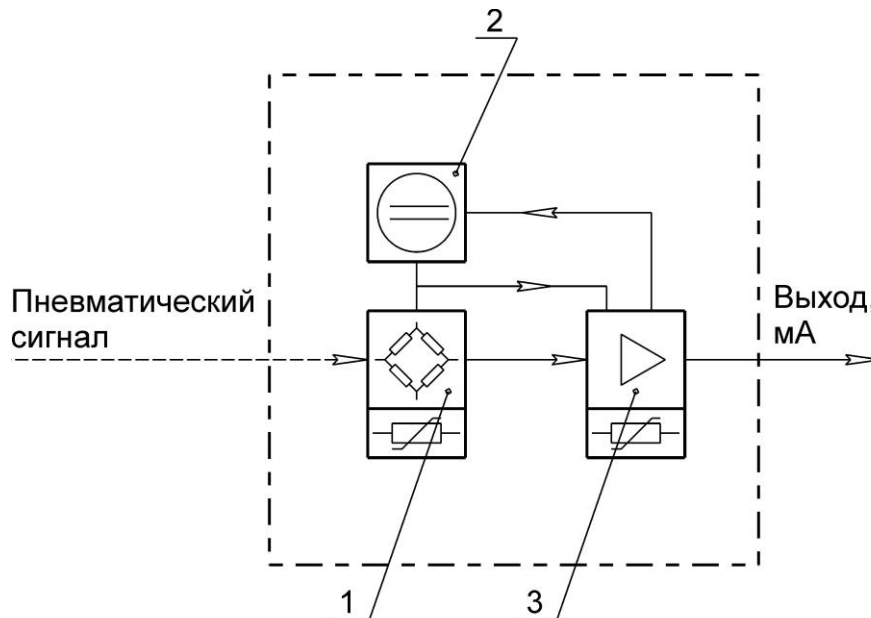 2
Пневматический
сигнал
Выход,
мА
1
3